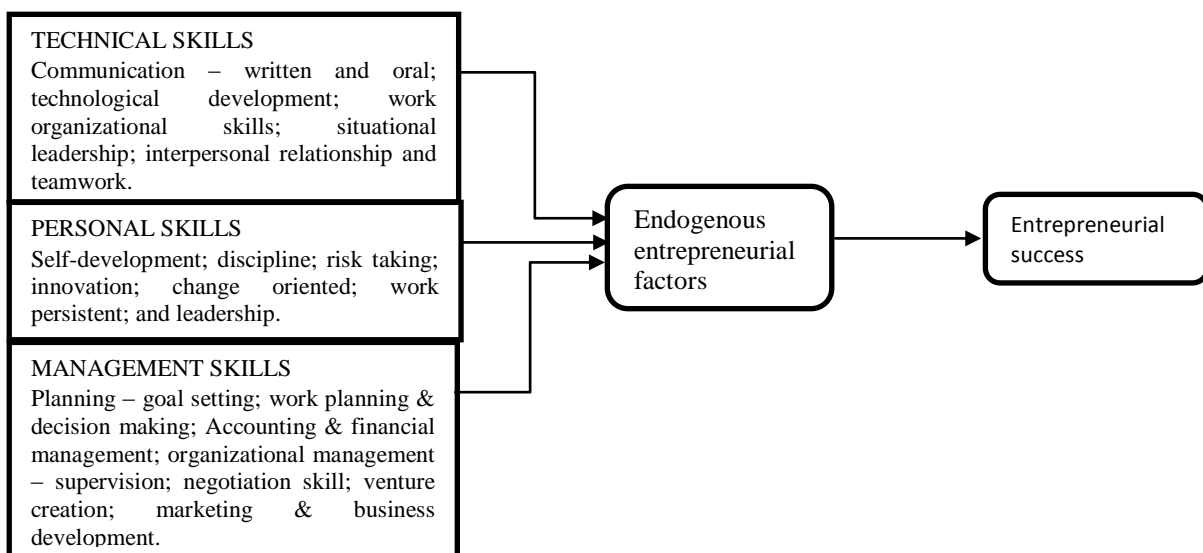 TECHNICAL SKILLS
Communication – written and oral;
technological development; work
organizational skills; situational
leadership; interpersonal relationship and
teamwork.
PERSONAL SKILLS
Self-development; discipline; risk taking;
innovation; change oriented; work
persistent; and leadership.
MANAGEMENT SKILLS
Planning – goal setting; work planning &
decision making; Accounting & financial
management; organizational management
– supervision; negotiation skill; venture
creation; marketing & business
development.
Endogenous
entrepreneurial
factors
Entrepreneurial
success